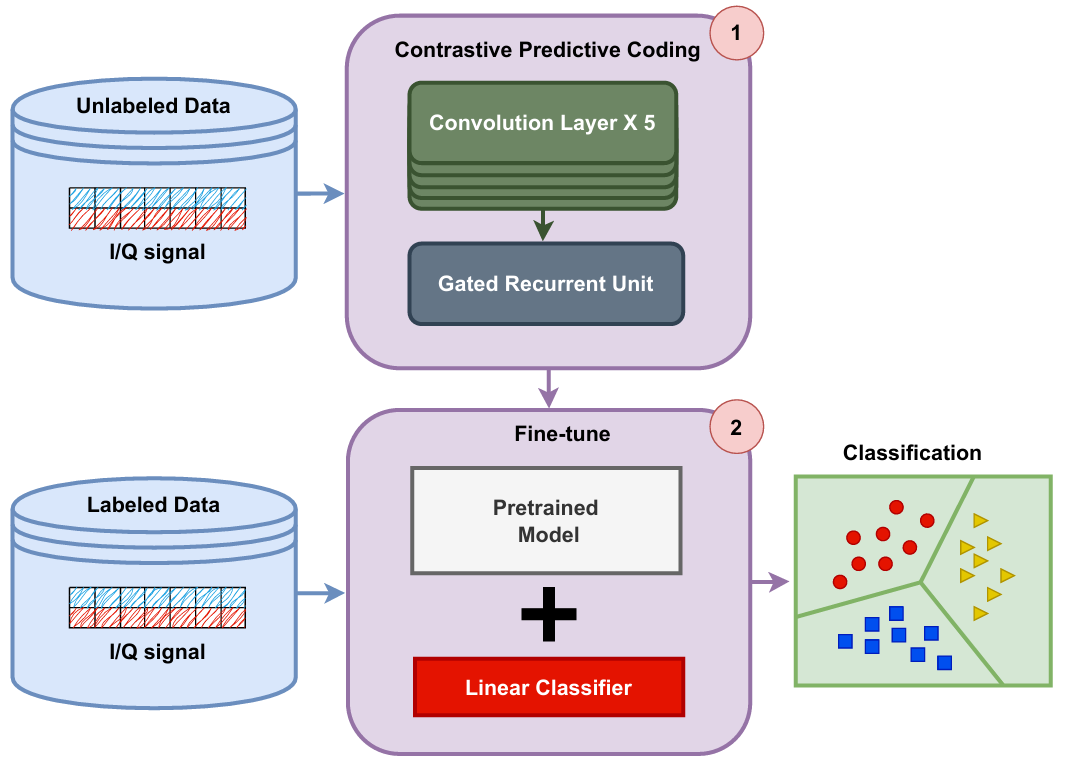 1
Contrastive Predictive Coding
Unlabeled Data
Convolution Layer X 5
I/Q signal
Gated Recurrent Unit
2
Fine-tune
Classification
Labeled Data
Pretrained
Model
I/Q signal
Linear Classifier